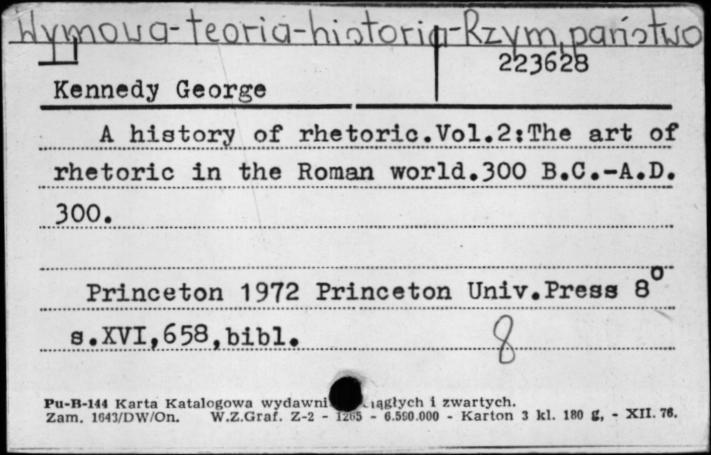 Wymowa-teoria-historia-Rzym, państwo
223628
Kennedy George
A history of rhetoric.Vol.2:The art of
rhetoric in the Roman world.300 B.C.-A.D.
300.
Princeton 1972 Princeton Univ.Press 8°
s.XVI,658,bibl.
8
Pu-B-144 Karta Katalogowa wydawni ągłych i zwartych.
Zam. 1643/DW/On. W.Z.Graf. Z-2 - 1265 - 6.590.000 - Karton 3 kl. 180 g, - XII. 76.